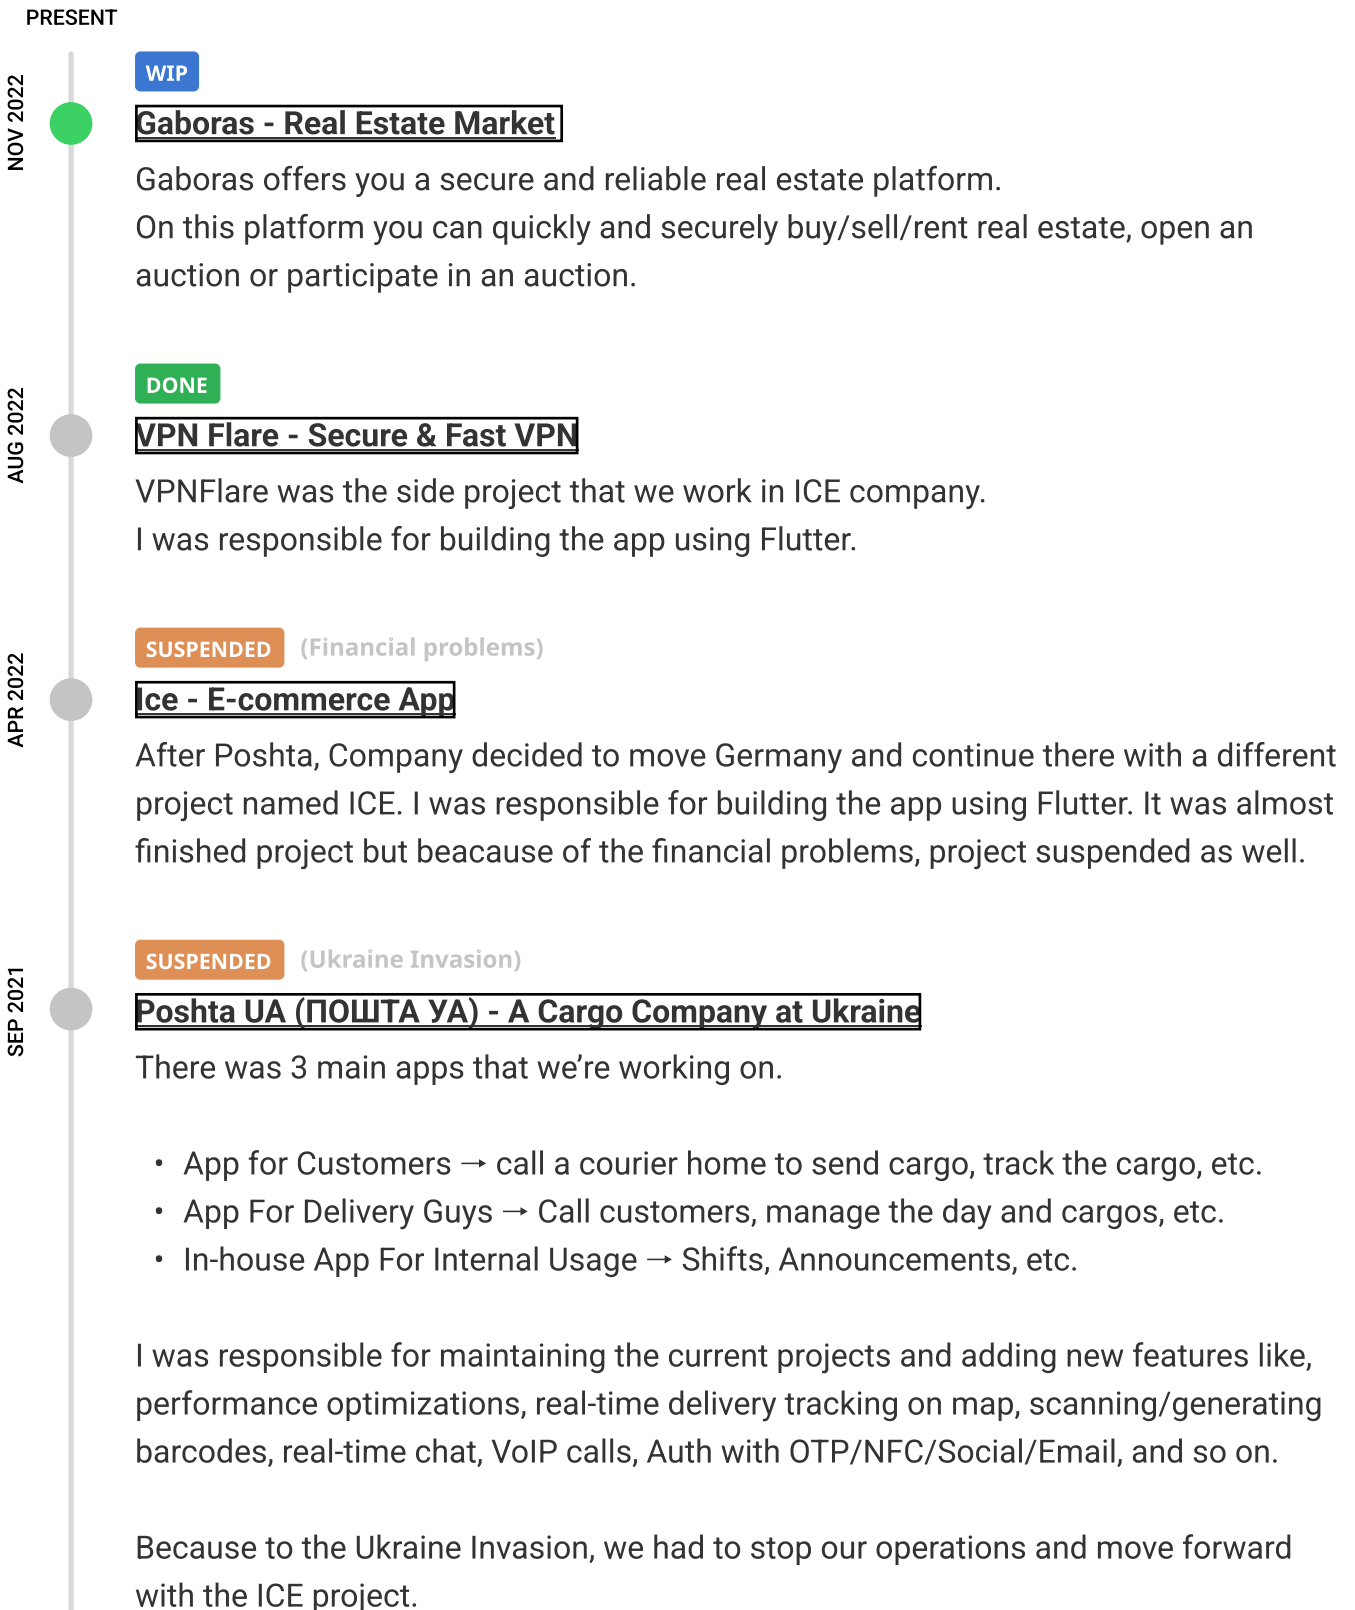 PRESENT
NOV 2022
WIP
Gaboras - Real Estate Market
Gaboras offers you a secure and reliable real estate platform.
On this platform you can quickly and securely buy/sell/rent real estate, open an
auction or participate in an auction.
AUG 2022
DONE
VPN Flare - Secure & Fast VPN
VPNFlare was the side project that we work in ICE company.
I was responsible for building the app using Flutter.
APR 2022
SUSPENDED (Financial problems)
Ice - E-commerce App
After Poshta, Company decided to move Germany and continue there with a different
project named ICE. I was responsible for building the app using Flutter. It was almost
finished project but beacause of the financial problems, project suspended as well.
SEP 2021
SUSPENDED (Ukraine Invasion)
Poshta UA (ПОШТА УА) - A Cargo Company at Ukraine
There was 3 main apps that we’re working on.
• App for Customers → call a courier home to send cargo, track the cargo, etc.
• App For Delivery Guys → Call customers, manage the day and cargos, etc.
• In-house App For Internal Usage → Shifts, Announcements, etc.
I was responsible for maintaining the current projects and adding new features like,
performance optimizations, real-time delivery tracking on map, scanning/generating
barcodes, real-time chat, VoIP calls, Auth with OTP/NFC/Social/Email, and so on.
Because to the Ukraine Invasion, we had to stop our operations and move forward
with the ICE project.